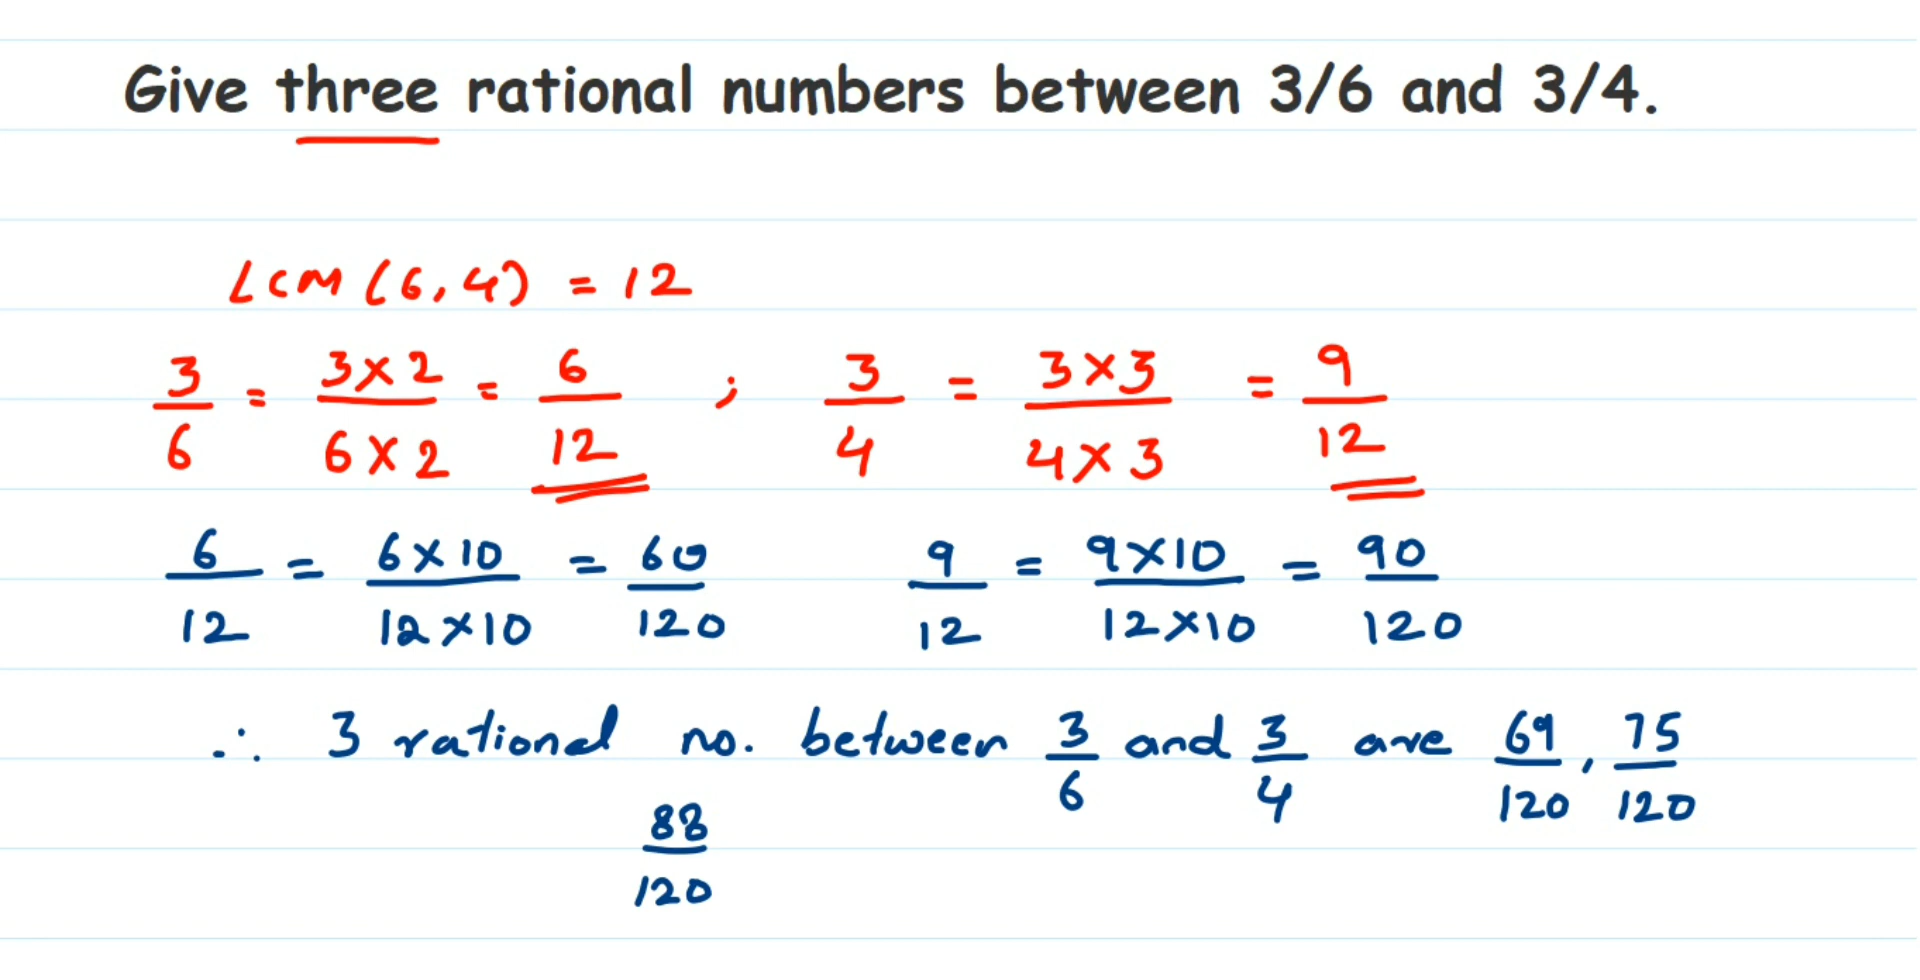 Give three rational numbers between 3/6 and 3/4.
LCM (6,4) = 12
3/6 = 3×2/6×2 = 6/12 ; 3/4 = 3×3/4×3 = 9/12
6/12 = 6×10/12×10 = 60/120 9/12 = 9×10/12×10 = 90/120
∴ 3 rational no. between 3/6 and 3/4 are 69/120, 75/120
88/120